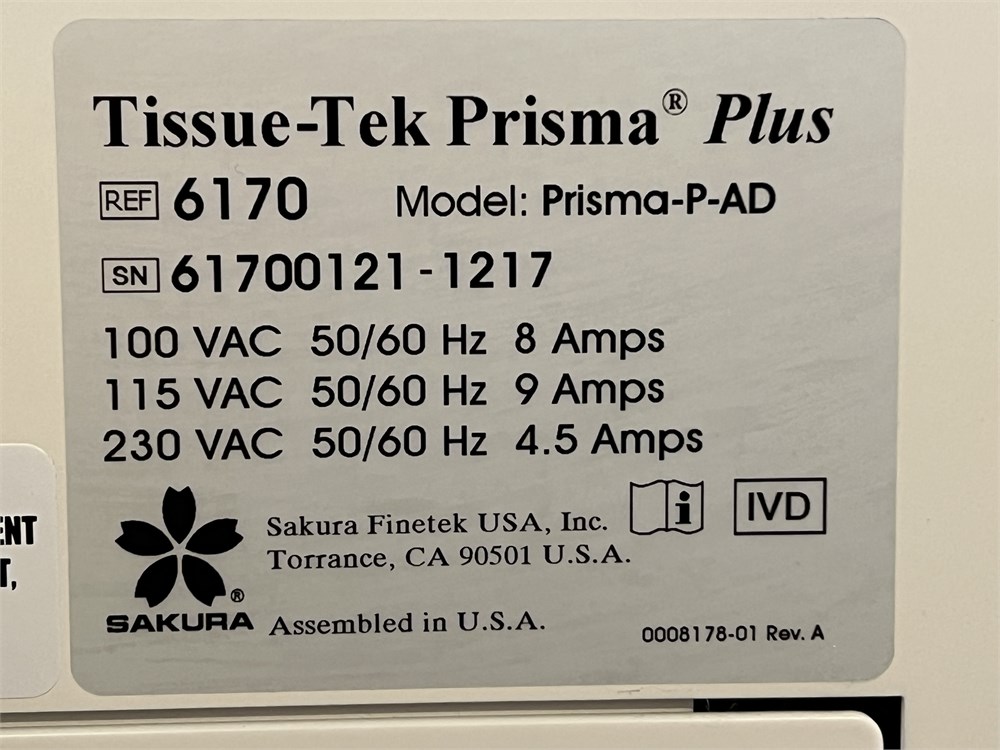 Tissue-Tek Prisma® Plus
REF 6170 Model: Prisma-P-AD
SN 61700121-1217
100 VAC 50/60 Hz 8 Amps
115 VAC 50/60 Hz 9 Amps
230 VAC 50/60 Hz 4.5 Amps
Sakura Finetek USA, Inc. i IVD
Torrance, CA 90501 U.S.A.
SAKURA® Assembled in U.S.A.
0008178-01 Rev. A